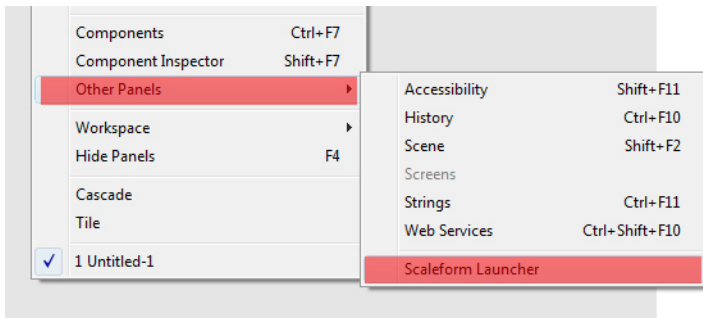 Components Ctrl+F7
Component Inspector Shift+F7
Other Panels
Workspace
Hide Panels F4
Cascade
Tile
1 Untitled-1
Accessibility Shift+F11
History Ctrl+F10
Scene Shift+F2
Screens
Strings Ctrl+F11
Web Services Ctrl+Shift+F10
Scaleform Launcher